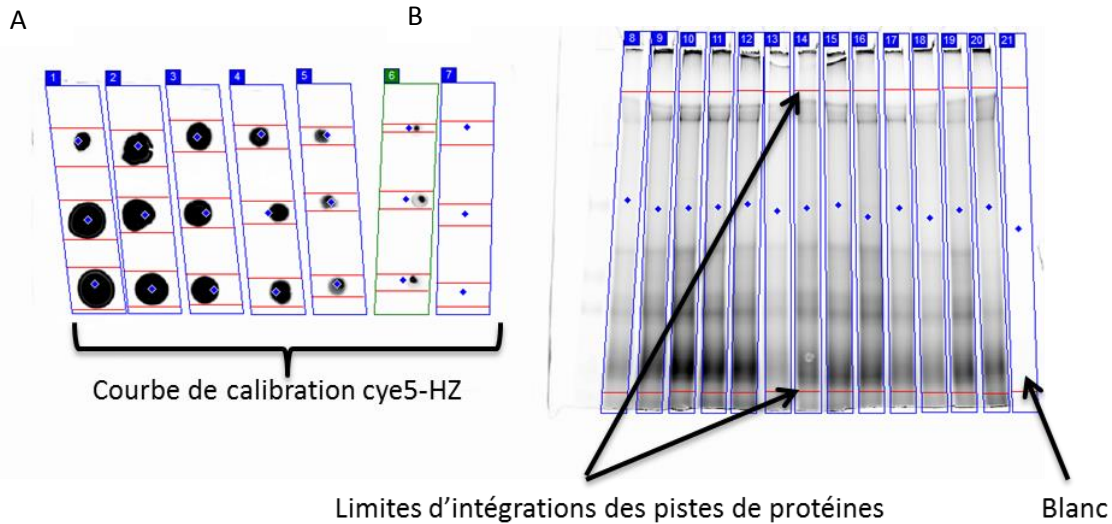 A
B
1 2 3 4 5 6 7
8 9 10 11 12 13 14 15 16 17 18 19 20 21
Courbe de calibration cye5-HZ
Limites d’intégrations des pistes de protéines
Blanc